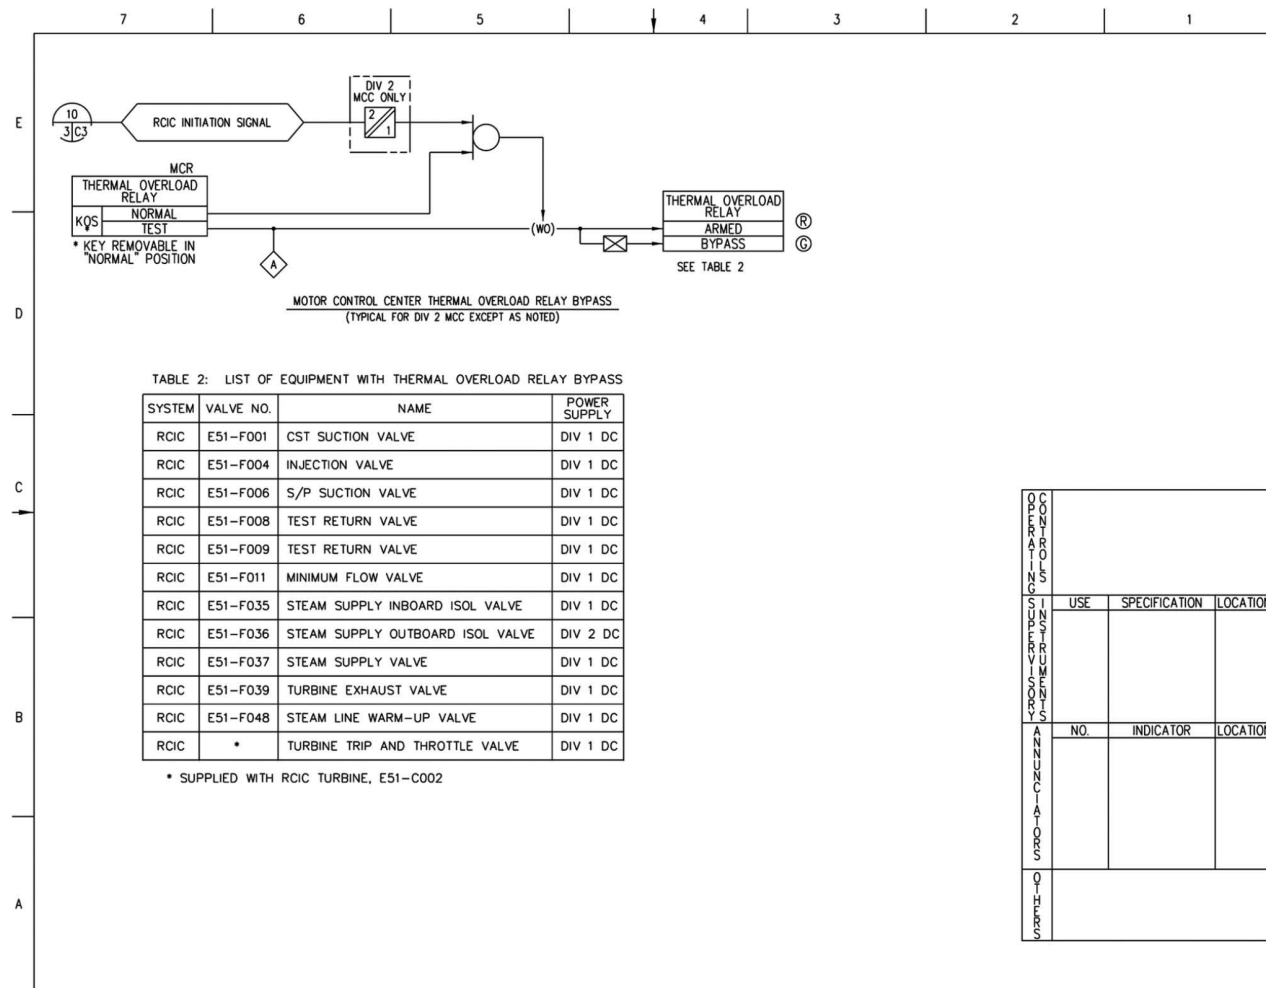 7 6 5 4 3 2 1
E
D
C
B
A
10
3 C3
RCIC INITIATION SIGNAL
DIV 2
MCC ONLY
2
1
MCR
THERMAL OVERLOAD
RELAY
KOS
*
NORMAL
TEST
* KEY REMOVABLE IN
"NORMAL" POSITION
A
(WO)
THERMAL OVERLOAD
RELAY
ARMED R
BYPASS G
SEE TABLE 2
MOTOR CONTROL CENTER THERMAL OVERLOAD RELAY BYPASS
(TYPICAL FOR DIV 2 MCC EXCEPT AS NOTED)
TABLE 2: LIST OF EQUIPMENT WITH THERMAL OVERLOAD RELAY BYPASS
SYSTEM VALVE NO. NAME POWER
SUPPLY
RCIC E51-F001 CST SUCTION VALVE DIV 1 DC
RCIC E51-F004 INJECTION VALVE DIV 1 DC
RCIC E51-F006 S/P SUCTION VALVE DIV 1 DC
RCIC E51-F008 TEST RETURN VALVE DIV 1 DC
RCIC E51-F009 TEST RETURN VALVE DIV 1 DC
RCIC E51-F011 MINIMUM FLOW VALVE DIV 1 DC
RCIC E51-F035 STEAM SUPPLY INBOARD ISOL VALVE DIV 1 DC
RCIC E51-F036 STEAM SUPPLY OUTBOARD ISOL VALVE DIV 2 DC
RCIC E51-F037 STEAM SUPPLY VALVE DIV 1 DC
RCIC E51-F039 TURBINE EXHAUST VALVE DIV 1 DC
RCIC E51-F048 STEAM LINE WARM-UP VALVE DIV 1 DC
RCIC * TURBINE TRIP AND THROTTLE VALVE DIV 1 DC
* SUPPLIED WITH RCIC TURBINE, E51-C002
OPERATING
CONTROLS
SUPERVISORY
INSTRUMENTS
USE SPECIFICATION LOCATION
ANNUNCIATORS
NO. INDICATOR LOCATION
OTHERS